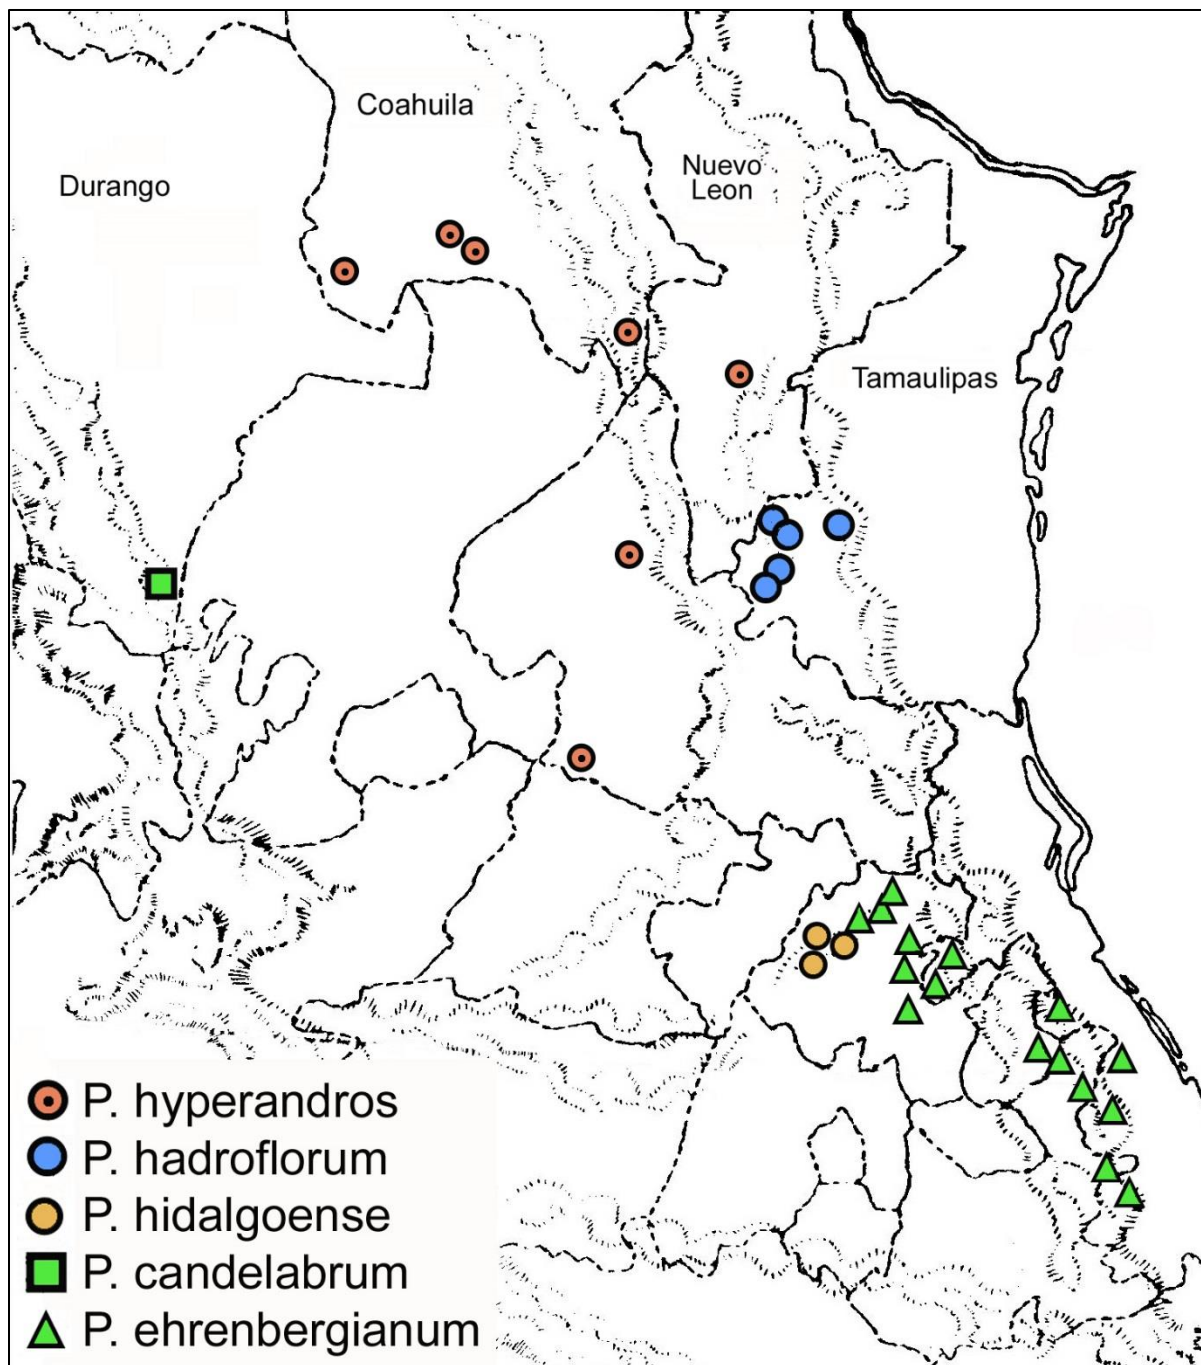 Coahuila
Durango
Nuevo
Leon
Tamaulipas
P. hyperandros
P. hadroflorum
P. hidalgoense
P. candelabrum
P. ehrenbergianum